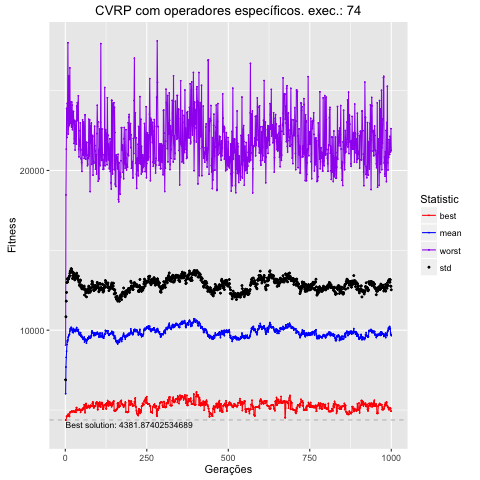 CVRP com operadores específicos. exec.: 74
Fitness
20000
10000
Best solution: 4381.87402534689
0
250
500
750
1000
Gerações
Statistic
best
mean
worst
std